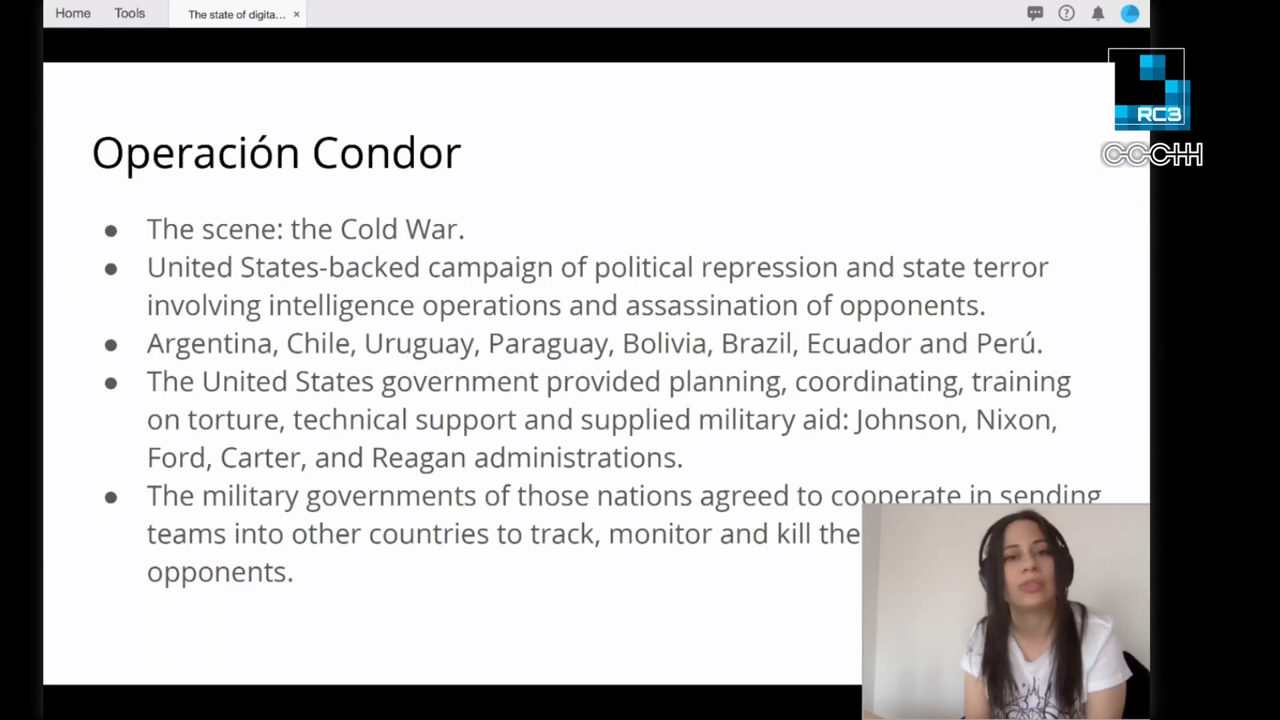 Home Tools The state of digita... ×
RC3
CCCHH
Operación Condor
● The scene: the Cold War.
● United States-backed campaign of political repression and state terror
involving intelligence operations and assassination of opponents.
● Argentina, Chile, Uruguay, Paraguay, Bolivia, Brazil, Ecuador and Perú.
● The United States government provided planning, coordinating, training
on torture, technical support and supplied military aid: Johnson, Nixon,
Ford, Carter, and Reagan administrations.
● The military governments of those nations agreed to cooperate in sending
teams into other countries to track, monitor and kill the
opponents.